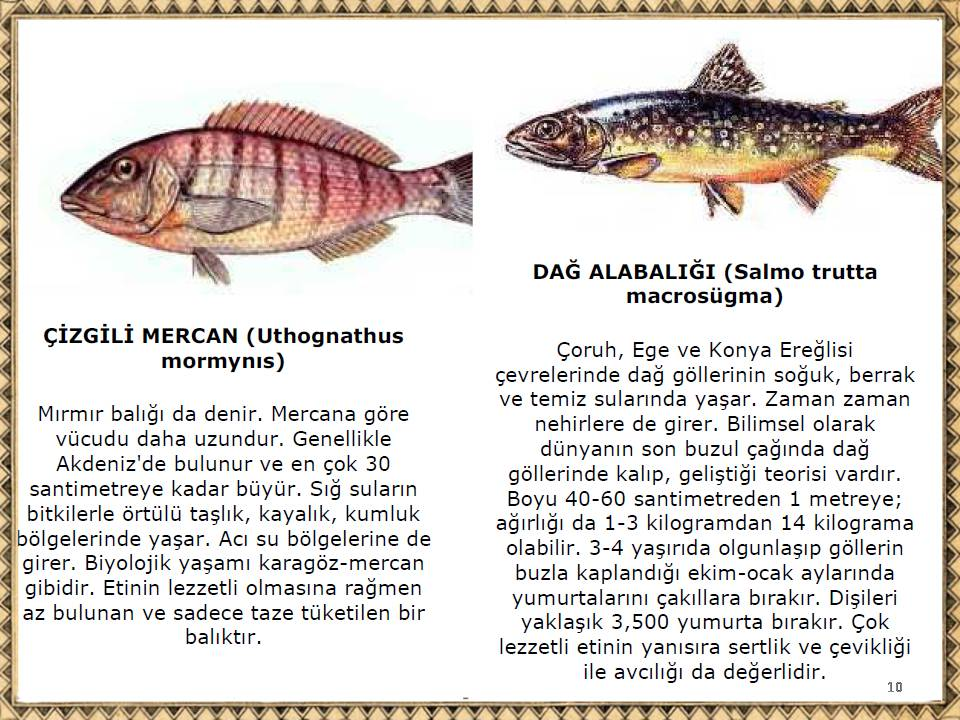 ÇİZGİLİ MERCAN (Uthognathus
mormynıs)
Mırmır balığı da denir. Mercana göre
vücudu daha uzundur. Genellikle
Akdeniz'de bulunur ve en çok 30
santimetreye kadar büyür. Sığ suların
bitkilerle örtülü taşlık, kayalık, kumluk
bölgelerinde yaşar. Acı su bölgelerine de
girer. Biyolojik yaşamı karagöz-mercan
gibidir. Etinin lezzetli olmasına rağmen
az bulunan ve sadece taze tüketilen bir
balıktır.
DAĞ ALABALIĞI (Salmo trutta
macrosügma)
Çoruh, Ege ve Konya Ereğlisi
çevrelerinde dağ göllerinin soğuk, berrak
ve temiz sularında yaşar. Zaman zaman
nehirlere de girer. Bilimsel olarak
dünyanın son buzul çağında dağ
göllerinde kalıp, geliştiği teorisi vardır.
Boyu 40-60 santimetreden 1 metreye;
ağırlığı da 1-3 kilogramdan 14 kilograma
olabilir. 3-4 yaşırıda olgunlaşıp göllerin
buzla kaplandığı ekim-ocak aylarında
yumurtalarını çakıllara bırakır. Dişileri
yaklaşık 3,500 yumurta bırakır. Çok
lezzetli etinin yanısıra sertlik ve çevikliği
ile avcılığı da değerlidir.
10